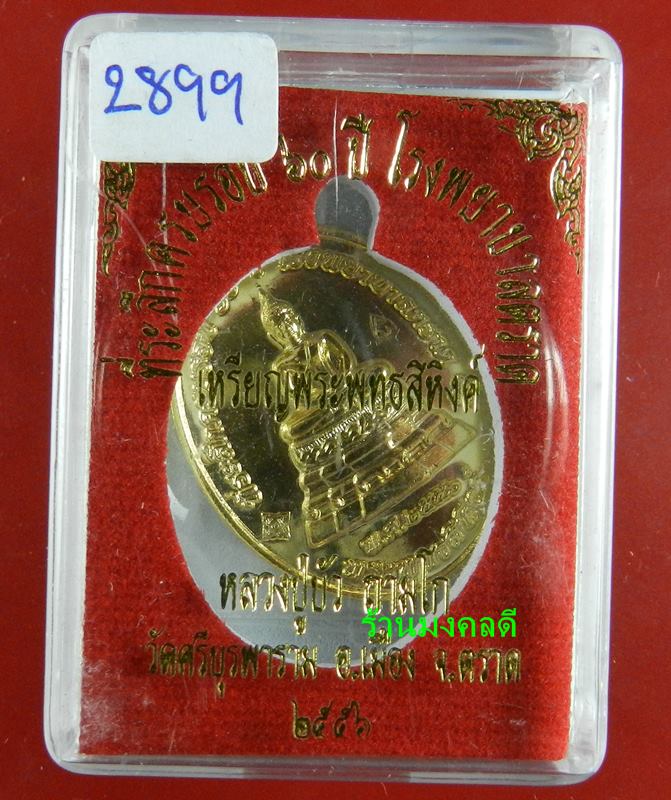 2899
ที่ระลึกครบรอบ ๖๐ ปี โรงพยาบาลตราด
เหรียญพระพุทธสิหิงค์
หลวงปู่บัว ถามโก
ร้านมงคลดี
วัดศรีบุรพาราม อ.เมือง จ.ตราด
๒๕๕๖